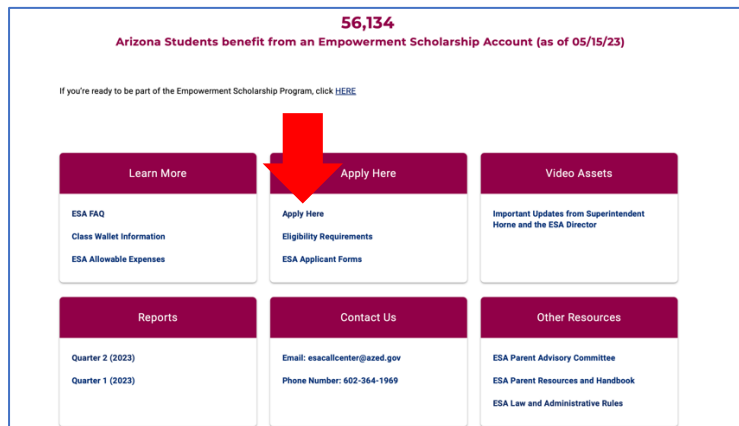 56,134
Arizona Students benefit from an Empowerment Scholarship Account (as of 05/15/23)
If you're ready to be part of the Empowerment Scholarship Program, click HERE
Learn More
ESA FAQ
Class Wallet Information
ESA Allowable Expenses
Apply Here
Apply Here
Eligibility Requirements
ESA Applicant Forms
Video Assets
Important Updates from Superintendent
Horne and the ESA Director
Reports
Quarter 2 (2023)
Quarter 1 (2023)
Contact Us
Email: esacallcenter@azed.gov
Phone Number: 602-364-1969
Other Resources
ESA Parent Advisory Committee
ESA Parent Resources and Handbook
ESA Law and Administrative Rules